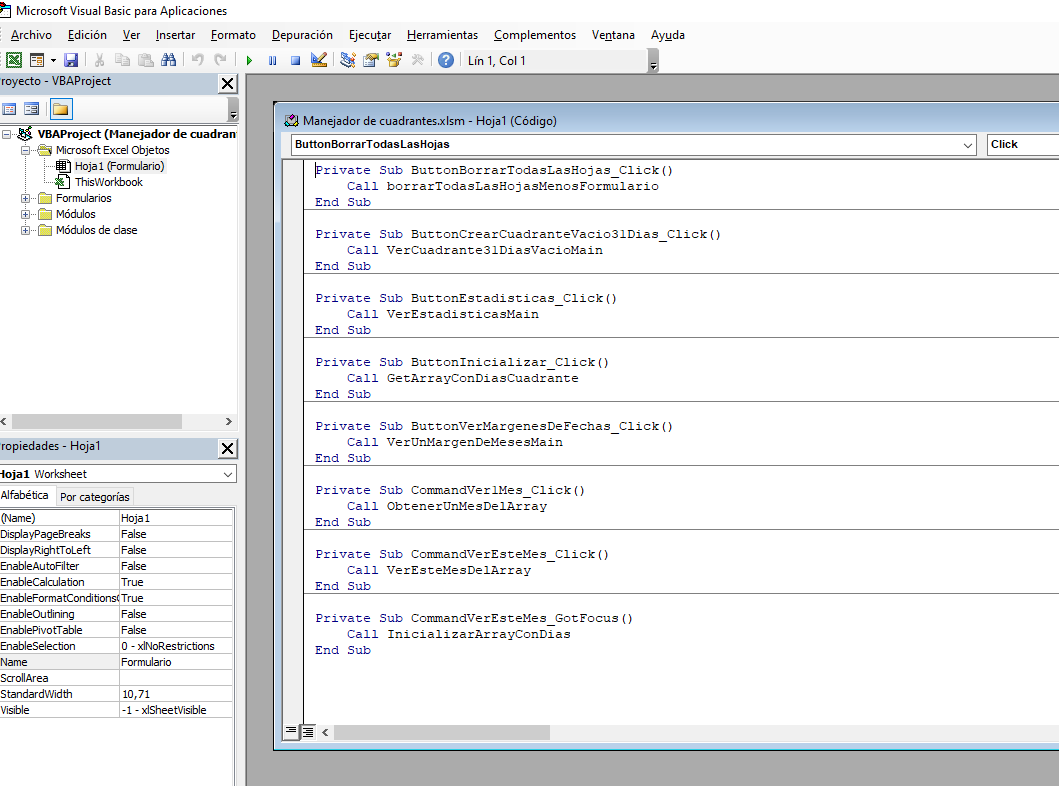 Microsoft Visual Basic para Aplicaciones
Archivo Edición Ver Insertar Formato Depuración Ejecutar Herramientas Complementos Ventana Ayuda
Lín 1, Col 1
royecto - VBAProject
VBAProject (Manejador de cuadran
Microsoft Excel Objetos
Hoja1 (Formulario)
ThisWorkbook
Formularios
Módulos
Módulos de clase
ropiedades - Hoja1
Hoja1 Worksheet
Alfabética Por categorías
(Name) Hoja1
DisplayPageBreaks False
DisplayRightToLeft False
EnableAutoFilter False
EnableCalculation True
EnableFormatConditionsC True
EnableOutlining False
EnablePivotTable False
EnableSelection 0 - xlNoRestrictions
Name Formulario
ScrollArea
StandardWidth 10,71
Visible -1 - xlSheetVisible
Manejador de cuadrantes.xlsm - Hoja1 (Código)
ButtonBorrarTodasLasHojas Click
Private Sub ButtonBorrarTodasLasHojas_Click()
Call borrarTodasLasHojasMenosFormulario
End Sub
Private Sub ButtonCrearCuadranteVacio31Dias_Click()
Call VerCuadrante31DiasVacioMain
End Sub
Private Sub ButtonEstadisticas_Click()
Call VerEstadisticasMain
End Sub
Private Sub ButtonInicializar_Click()
Call GetArrayConDiasCuadrante
End Sub
Private Sub ButtonVerMargenesDeFechas_Click()
Call VerUnMargenDeMesesMain
End Sub
Private Sub CommandVer1Mes_Click()
Call ObtenerUnMesDelArray
End Sub
Private Sub CommandVerEsteMes_Click()
Call VerEsteMesDelArray
End Sub
Private Sub CommandVerEsteMes_GotFocus()
Call InicializarArrayConDias
End Sub